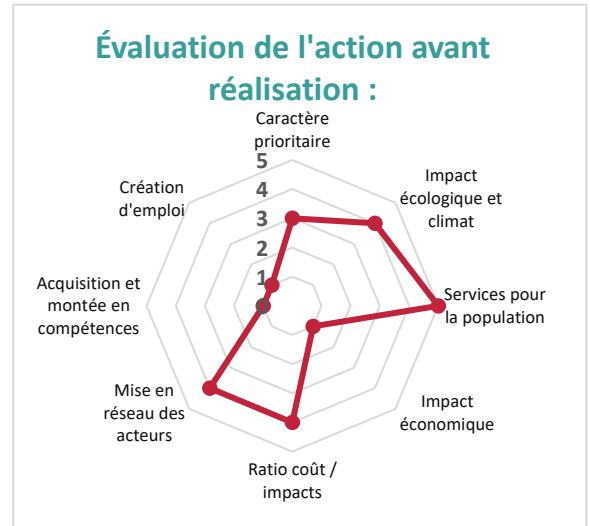 Évaluation de l'action avant
réalisation :
Caractère
prioritaire
Impact
écologique et
climat
Services pour
la population
Impact
économique
Ratio coût /
impacts
Mise en
réseau des
acteurs
Acquisition et
montée en
compétences
Création
d'emploi
5
4
3
2
1
0